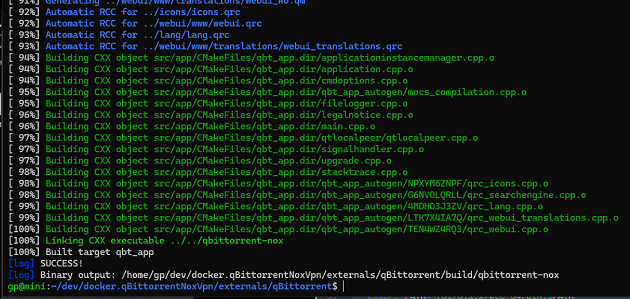 [ 91%] Generating ../webui/www/translations/webui_ko.qm
[ 92%] Automatic RCC for ../icons/icons.qrc
[ 92%] Automatic RCC for ../webui/www/webui.qrc
[ 93%] Automatic RCC for ../lang/lang.qrc
[ 93%] Automatic RCC for ../webui/www/translations/webui_translations.qrc
[ 94%] Building CXX object src/app/CMakeFiles/qbt_app.dir/applicationinstancemanager.cpp.o
[ 94%] Building CXX object src/app/CMakeFiles/qbt_app.dir/application.cpp.o
[ 94%] Building CXX object src/app/CMakeFiles/qbt_app.dir/cmdoptions.cpp.o
[ 95%] Building CXX object src/app/CMakeFiles/qbt_app.dir/qbt_app_autogen/mocs_compilation.cpp.o
[ 95%] Building CXX object src/app/CMakeFiles/qbt_app.dir/filelogger.cpp.o
[ 96%] Building CXX object src/app/CMakeFiles/qbt_app.dir/legalnotice.cpp.o
[ 96%] Building CXX object src/app/CMakeFiles/qbt_app.dir/main.cpp.o
[ 97%] Building CXX object src/app/CMakeFiles/qbt_app.dir/qtlocalpeer/qtlocalpeer.cpp.o
[ 97%] Building CXX object src/app/CMakeFiles/qbt_app.dir/signalhandler.cpp.o
[ 97%] Building CXX object src/app/CMakeFiles/qbt_app.dir/upgrade.cpp.o
[ 98%] Building CXX object src/app/CMakeFiles/qbt_app.dir/stacktrace.cpp.o
[ 98%] Building CXX object src/app/CMakeFiles/qbt_app.dir/qbt_app_autogen/NPXYM6ZNPF/qrc_icons.cpp.o
[ 98%] Building CXX object src/app/CMakeFiles/qbt_app.dir/qbt_app_autogen/G6NVOLQRLL/qrc_searchengine.cpp.o
[ 99%] Building CXX object src/app/CMakeFiles/qbt_app.dir/qbt_app_autogen/4MDHO3J3ZV/qrc_lang.cpp.o
[ 99%] Building CXX object src/app/CMakeFiles/qbt_app.dir/qbt_app_autogen/LTH7X4IA7Q/qrc_webui_translations.cpp.o
[100%] Building CXX object src/app/CMakeFiles/qbt_app.dir/qbt_app_autogen/TEN4WZ4RQ3/qrc_webui.cpp.o
[100%] Linking CXX executable ../../qbittorrent-nox
[100%] Built target qbt_app
[log] SUCCESS!
[log] Binary output: /home/gp/dev/docker.qBittorrentNoxVpn/externals/qBittorrent/build/qbittorrent-nox
gp@mini:~/dev/docker.qBittorrentNoxVpn/externals/qBittorrent$